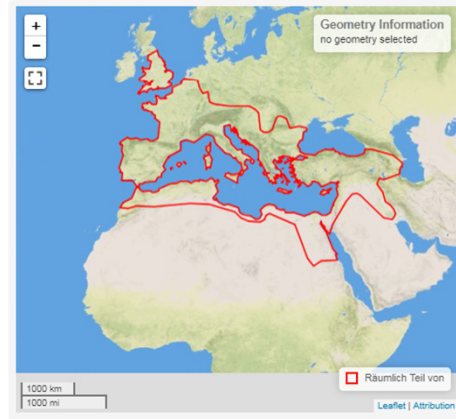 +
Geometry Information
no geometry selected
−
Räumlich Teil von
1000 km
1000 mi
Leaflet | Attribution